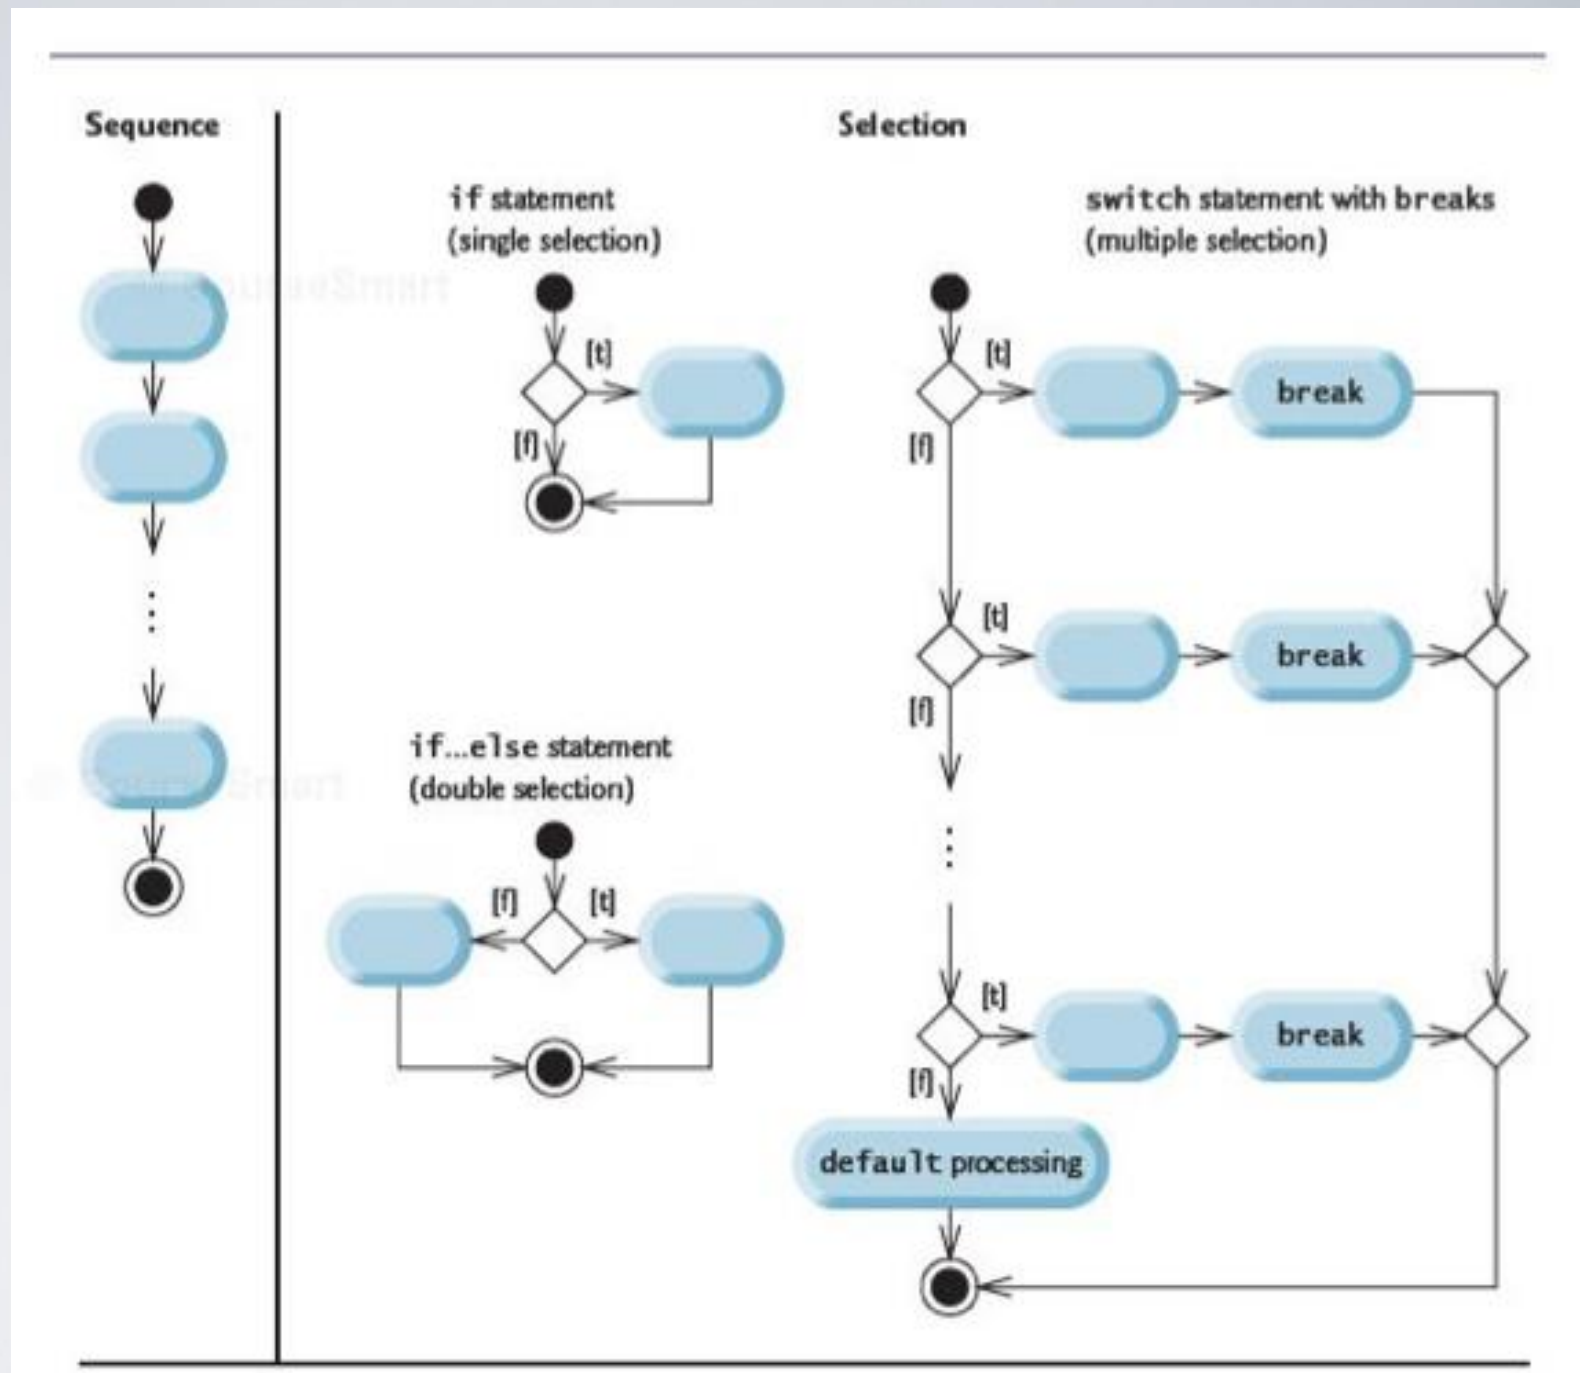 Sequence
Selection
if statement
(single selection)
[t]
[f]
if...else statement
(double selection)
[f]
[t]
switch statement with breaks
(multiple selection)
[t]
break
[f]
[t]
break
[f]
⋮
[t]
break
[f]
default processing